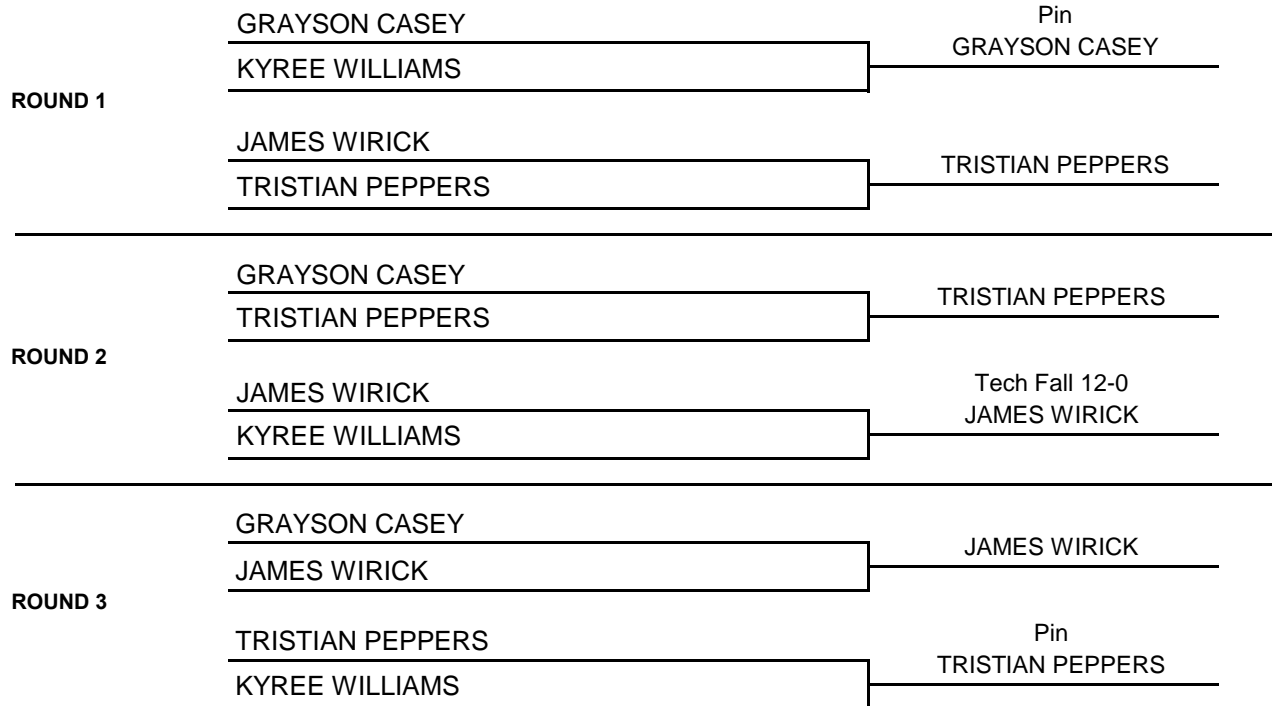 GRAYSON CASEY
Pin
GRAYSON CASEY
KYREE WILLIAMS
ROUND 1
JAMES WIRICK
TRISTIAN PEPPERS
TRISTIAN PEPPERS
GRAYSON CASEY
TRISTIAN PEPPERS
TRISTIAN PEPPERS
ROUND 2
JAMES WIRICK
Tech Fall 12-0
JAMES WIRICK
KYREE WILLIAMS
GRAYSON CASEY
JAMES WIRICK
JAMES WIRICK
ROUND 3
TRISTIAN PEPPERS
Pin
TRISTIAN PEPPERS
KYREE WILLIAMS